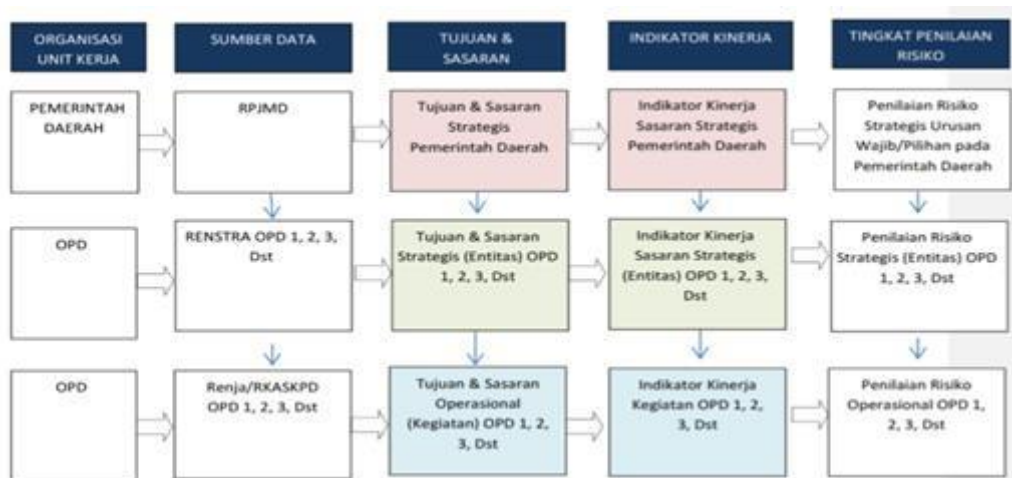 ORGANISASI
UNIT KERJA
SUMBER DATA
TUJUAN &
SASARAN
INDIKATOR KINERJA
TINGKAT PENILAIAN
RISIKO
PEMERINTAH
DAERAH
RPJMD
Tujuan & Sasaran
Strategis
Pemerintah Daerah
Indikator Kinerja
Sasaran Strategis
Pemerintah Daerah
Penilaian Risiko
Strategis Urusan
Wajib/Pilihan pada
Pemerintah Daerah
OPD
RENSTRA OPD 1, 2, 3,
Dst
Tujuan & Sasaran
Strategis (Entitas) OPD
1, 2, 3, Dst
Indikator Kinerja
Sasaran Strategis
(Entitas) OPD 1, 2, 3,
Dst
Penilaian Risiko
Strategis (Entitas) OPD
1, 2, 3, Dst
OPD
Renja/RKASKPD
OPD 1, 2, 3, Dst
Tujuan & Sasaran
Operasional
(Kegiatan) OPD 1, 2,
3, Dst
Indikator Kinerja
Kegiatan OPD 1, 2,
3, Dst
Penilaian Risiko
Operasional OPD 1,
2, 3, Dst